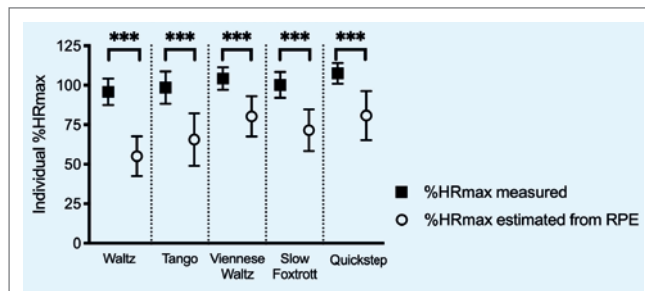 *** *** *** *** ***
125
100
75
50
25
0
Individual %HRmax
%HRmax measured
%HRmax estimated from RPE
Waltz Tango Viennese Slow Quickstep
Waltz Foxtrott